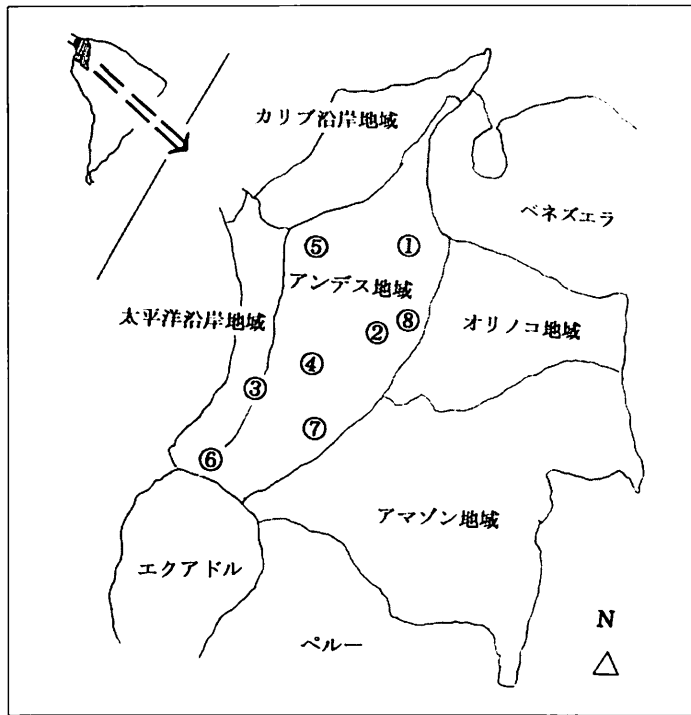 カリブ沿岸地域
ベネズエラ
⑤
①
アンデス地域
太平洋沿岸地域
⑧
オリノコ地域
②
④
③
⑦
⑥
アマゾン地域
エクアドル
N
ペルー